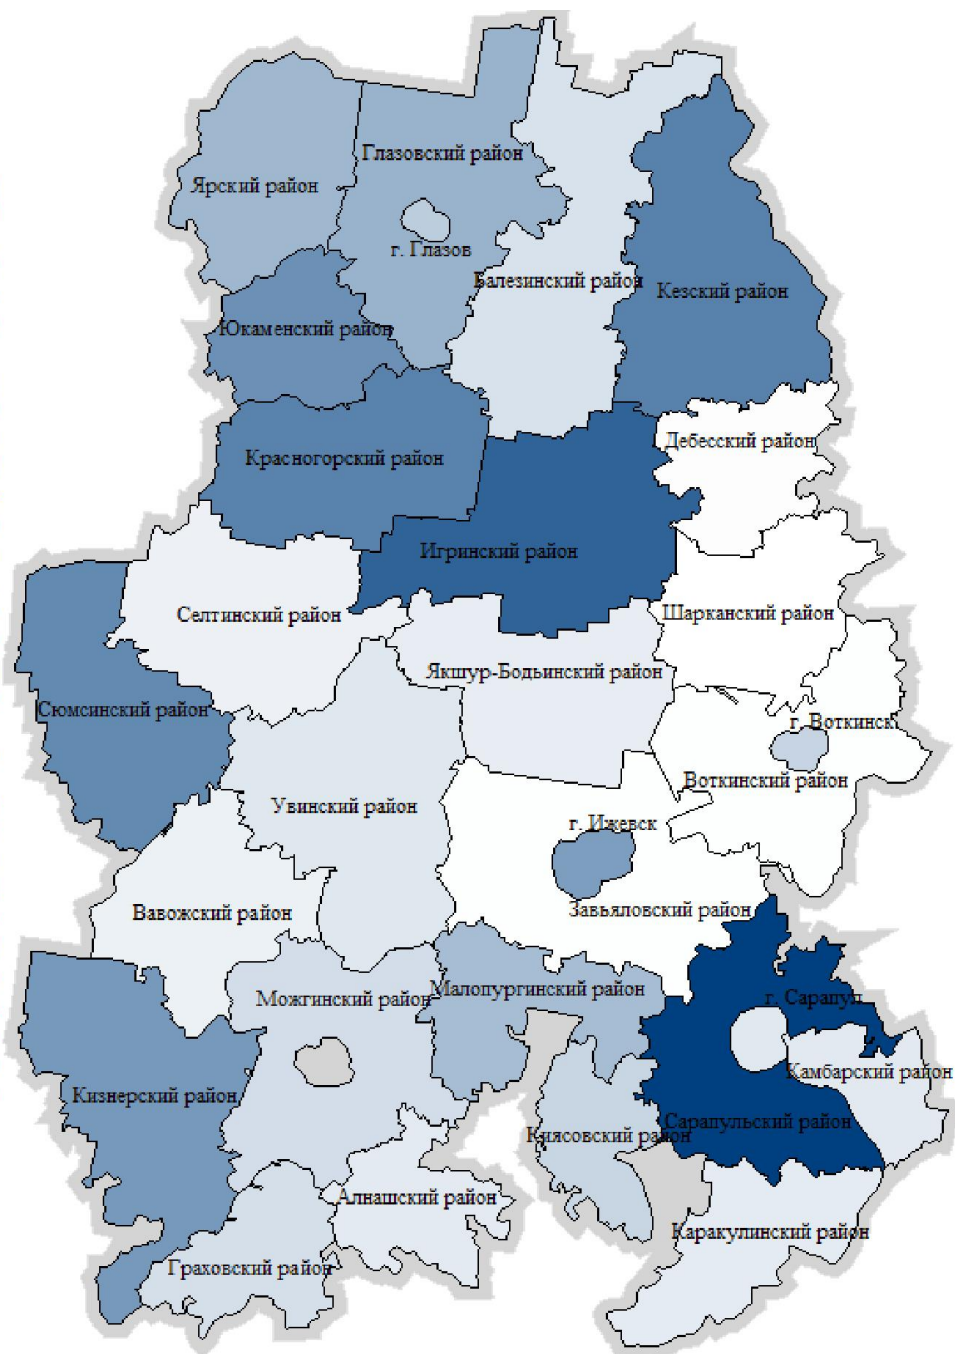 Глазовский район
Ярский район
г. Глазов
Балезинский район
Кезский район
Юкаменский район
Дебесский район
Красногорский район
Игринский район
Селтинский район
Шарканский район
Якшур-Бодьинский район
Сюмсинский район
г. Воткинск
Воткинский район
Увинский район
г. Ижевск
Завьяловский район
Вавожский район
Малопургинский район
Можгинский район
г. Сарапул
Камбарский район
Кизнерский район
Сарапульский район
Киясовский район
Алнашский район
Каракулинский район
Граховский район